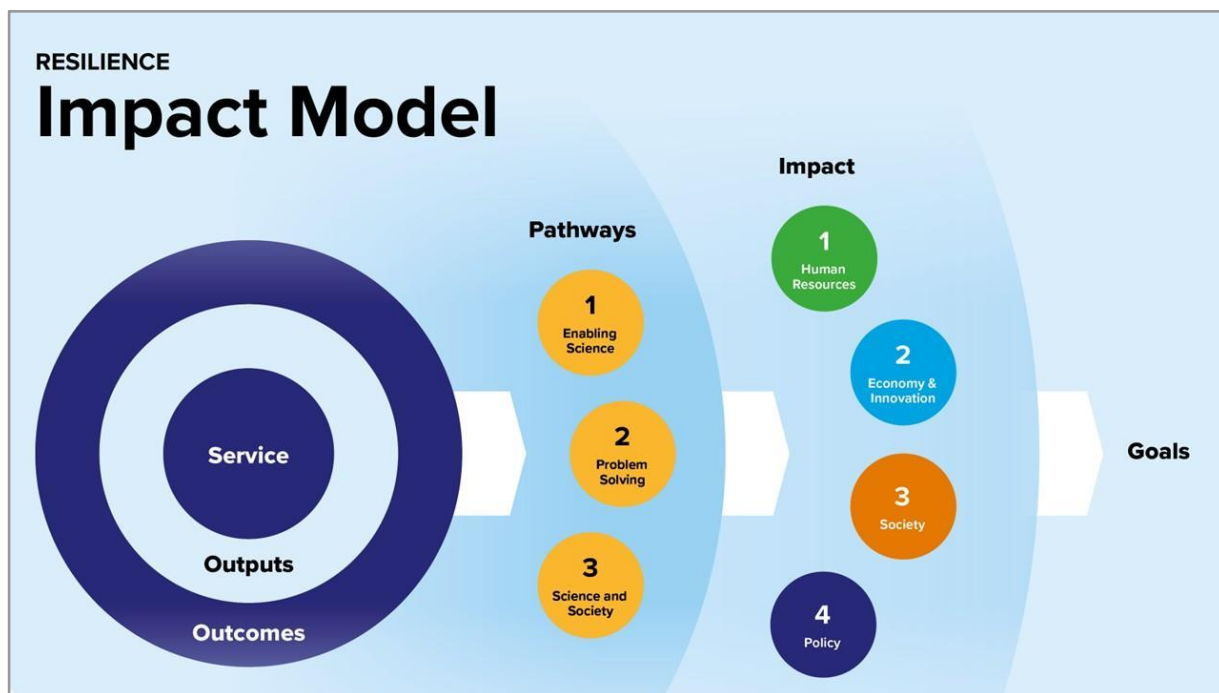 RESILIENCE
Impact Model
Service
Outputs
Outcomes
Pathways
1
Enabling
Science
2
Problem
Solving
3
Science and
Society
Impact
1
Human
Resources
2
Economy &
Innovation
3
Society
4
Policy
Goals